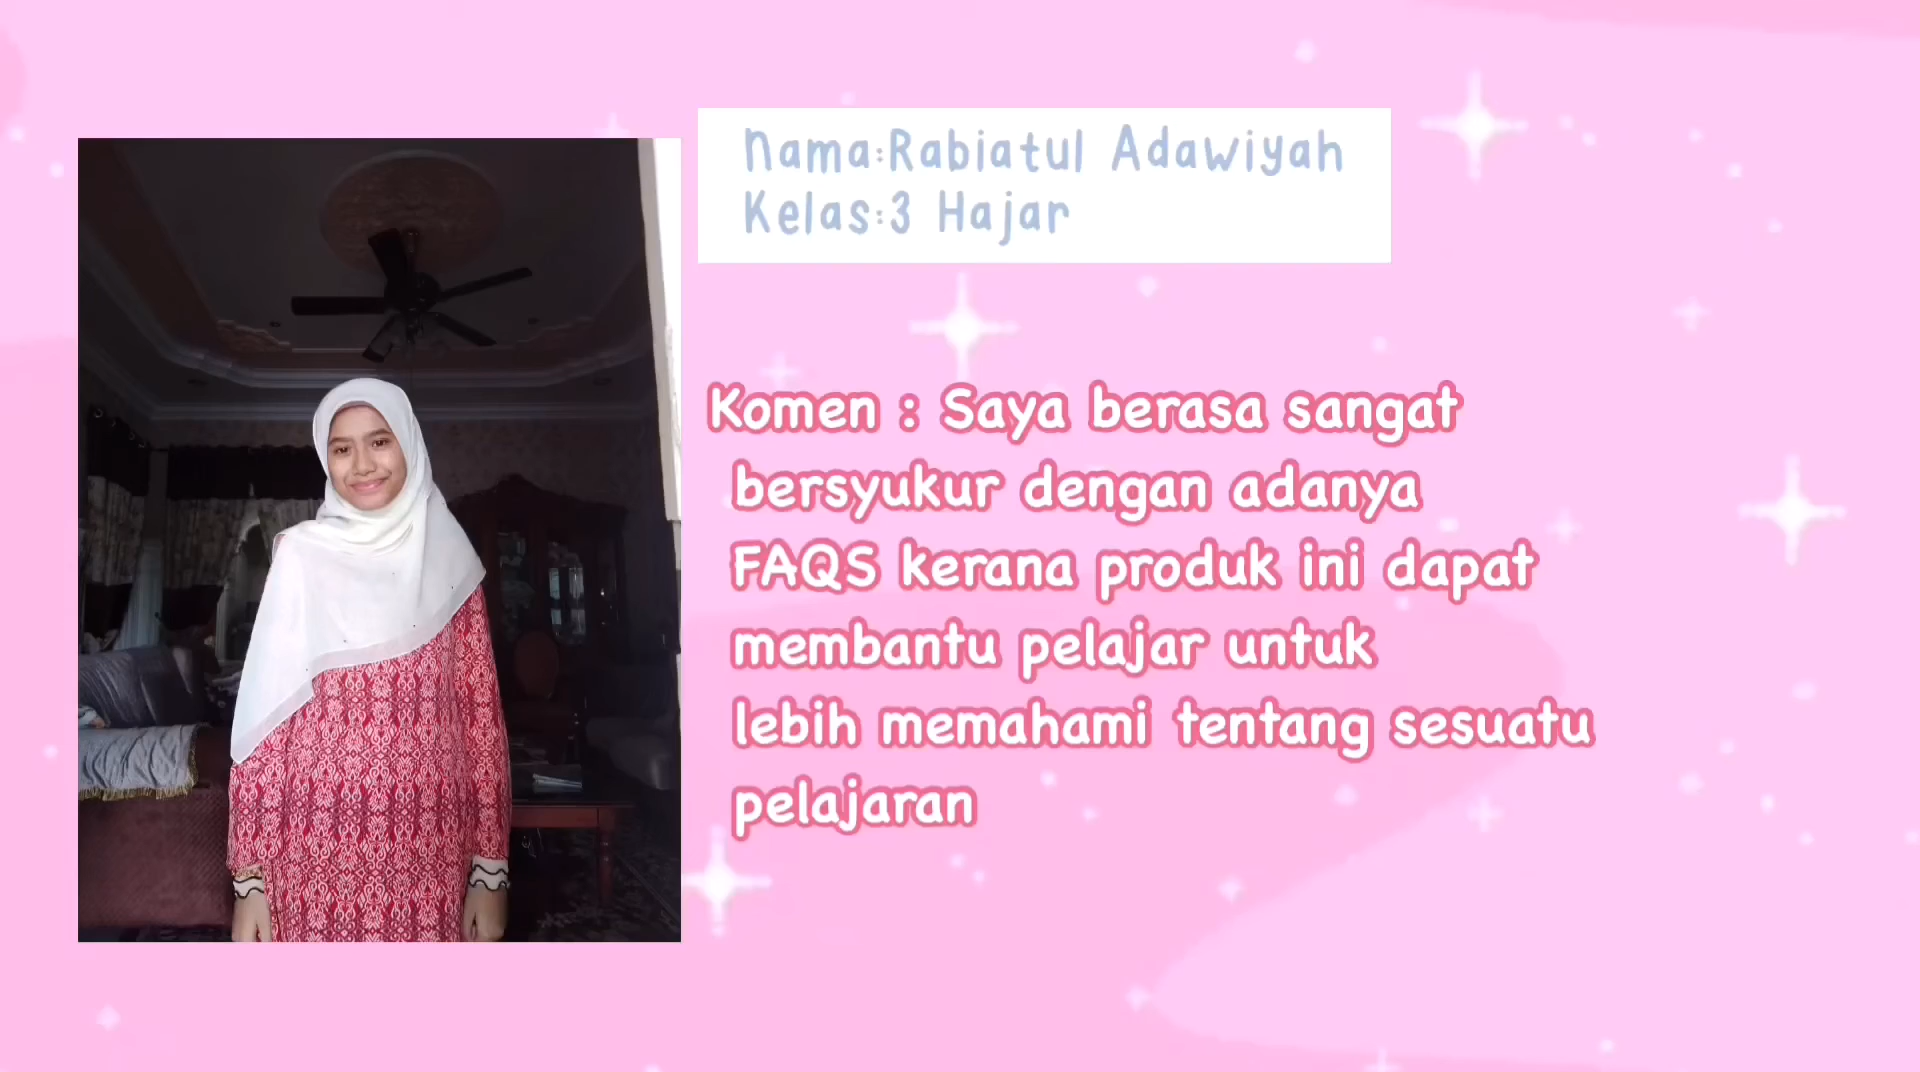 Nama:Rabiatul Adawiyah
Kelas:3 Hajar
Komen : Saya berasa sangat
bersyukur dengan adanya
FAQS kerana produk ini dapat
membantu pelajar untuk
lebih memahami tentang sesuatu
pelajaran